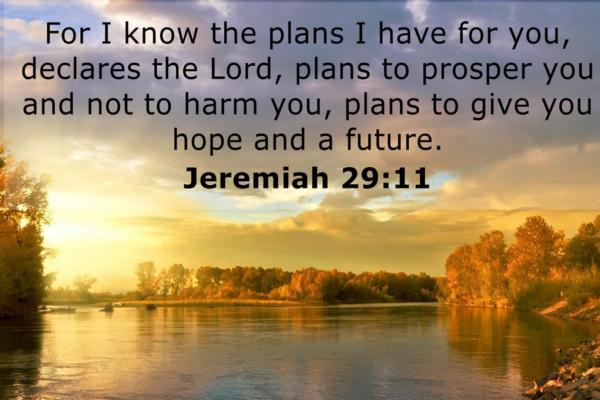 For I know the plans I have for you,
declares the Lord, plans to prosper you
and not to harm you, plans to give you
hope and a future.
Jeremiah 29:11